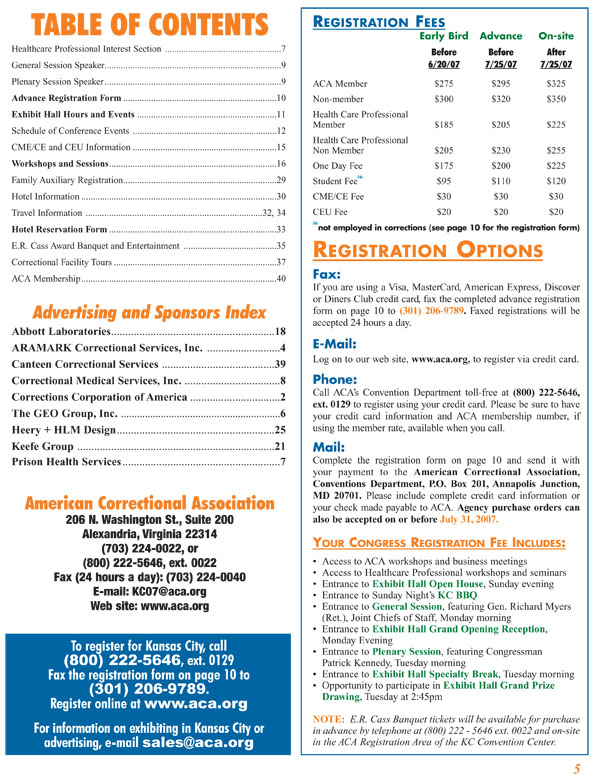 TABLE OF CONTENTS
Healthcare Professional Interest Section ..................................................7
General Session Speaker............................................................................9
Plenary Session Speaker............................................................................9
Advance Registration Form ..................................................................10
Exhibit Hall Hours and Events ............................................................11
Schedule of Conference Events ..............................................................12
CME/CE and CEU Information ..............................................................15
Workshops and Sessions........................................................................16
Family Auxiliary Registration..................................................................29
Hotel Information ....................................................................................30
Travel Information ............................................................................32, 34
Hotel Reservation Form ........................................................................33
E.R. Cass Award Banquet and Entertainment ........................................35
Correctional Facility Tours ......................................................................37
ACA Membership....................................................................................40
Advertising and Sponsors Index
Abbott Laboratories.................................................18
ARAMARK Correctional Services, Inc. ......................4
Canteen Correctional Services ..................................39
Correctional Medical Services, Inc. .............................8
Corrections Corporation of America ...........................2
The GEO Group, Inc. ................................................6
Heery + HLM Design................................................25
Keefe Group ............................................................21
Prison Health Services................................................7
American Correctional Association
206 N. Washington St., Suite 200
Alexandria, Virginia 22314
(703) 224-0022, or
(800) 222-5646, ext. 0022
Fax (24 hours a day): (703) 224-0040
E-mail: KC07@aca.org
Web site: www.aca.org
To register for Kansas City, call
(800) 222-5646, ext. 0129
Fax the registration form on page 10 to
(301) 206-9789.
Register online at www.aca.org
For information on exhibiting in Kansas City or
advertising, e-mail sales@aca.org
REGISTRATION FEES
Early Bird Advance On-site
Before Before After
6/20/07 7/25/07 7/25/07
ACA Member $275 $295 $325
Non-member $300 $320 $350
Health Care Professional
Member $185 $205 $225
Health Care Professional
Non Member $205 $230 $255
One Day Fee $175 $200 $225
Student Fee $95 $110 $120
CME/CE Fee $30 $30 $30
CEU Fee $20 $20 $20
not employed in corrections (see page 10 for the registration form)
REGISTRATION OPTIONS
Fax:
If you are using a Visa, MasterCard, American Express, Discover
or Diners Club credit card, fax the completed advance registration
form on page 10 to (301) 206-9789. Faxed registrations will be
accepted 24 hours a day.
E-Mail:
Log on to our web site, www.aca.org, to register via credit card.
Phone:
Call ACA's Convention Department toll-free at (800) 222-5646,
ext. 0129 to register using your credit card. Please be sure to have
your credit card information and ACA membership number, if
using the member rate, available when you call.
Mail:
Complete the registration form on page 10 and send it with
your payment to the American Correctional Association,
Conventions Department, P.O. Box 201, Annapolis Junction,
MD 20701. Please include complete credit card information or
your check made payable to ACA. Agency purchase orders can
also be accepted on or before July 31, 2007.
YOUR CONGRESS REGISTRATION FEE INCLUDES:
• Access to ACA workshops and business meetings
• Access to Healthcare Professional workshops and seminars
• Entrance to Exhibit Hall Open House, Sunday evening
• Entrance to Sunday Night's KC BBQ
• Entrance to General Session, featuring Gen. Richard Myers
(Ret.), Joint Chiefs of Staff, Monday morning
• Entrance to Exhibit Hall Grand Opening Reception,
Monday Evening
• Entrance to Plenary Session, featuring Congressman
Patrick Kennedy, Tuesday morning
• Entrance to Exhibit Hall Specialty Break, Tuesday morning
• Opportunity to participate in Exhibit Hall Grand Prize
Drawing, Tuesday at 2:45pm
NOTE: E.R. Cass Banquet tickets will be available for purchase
in advance by telephone at (800) 222 - 5646 ext. 0022 and on-site
in the ACA Registration Area of the KC Convention Center.
5